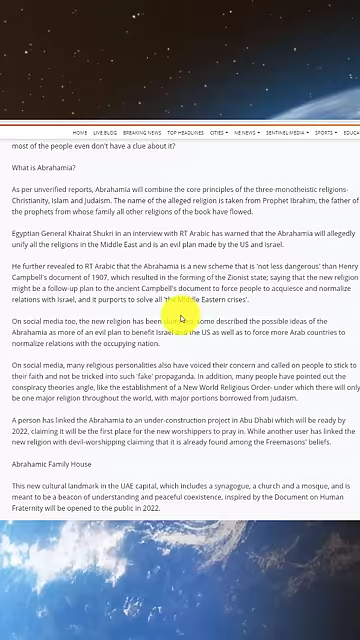 HOME LIVE BLOG BREAKING NEWS TOP HEADLINES CITIES NE NEWS SENTINEL MEDIA SPORTS EDUCA
most of the people even don't have a clue about it?
What is Abrahamia?
As per unverified reports, Abrahamia will combine the core principles of the three-monotheistic religions-
Christianity, Islam and Judaism. The name of the alleged religion is taken from Prophet Ibrahim, the father of
the prophets from whose family all other religions of the book have flowed.
Egyptian General Khairat Shukri in an interview with RT Arabic has warned that the Abrahamia will allegedly
unify all the religions in the Middle East and is an evil plan made by the US and Israel.
He further revealed to RT Arabic that the Abrahamia is a new scheme that is 'not less dangerous' than Henry
Campbell's document of 1907, which resulted in the forming of the Zionist state; saying that the new religion
might be a follow-up plan to the ancient Campbell's document to force people to acquiesce and normalize
relations with Israel, and it purports to solve all 'the Middle Eastern crises'.
On social media too, the new religion has been some described the possible ideas of the
Abrahamia as more of an evil plan to benefit Israel and the US as well as to force more Arab countries to
normalize relations with the occupying nation.
On social media, many religious personalities also have voiced their concern and called on people to stick to
their faith and not be tricked into such 'fake' propaganda. In addition, many people have pointed out the
conspiracy theories angle, like the establishment of a New World Religious Order- under which there will only
be one major religion throughout the world, with major portions borrowed from Judaism.
A person has linked the Abrahamia to an under-construction project in Abu Dhabi which will be ready by
2022, claiming it will be the first place for the new worshippers to pray in. While another user has linked the
new religion with devil-worshipping claiming that it is already found among the Freemasons' beliefs.
Abrahamic Family House
This new cultural landmark in the UAE capital, which includes a synagogue, a church and a mosque, and is
meant to be a beacon of understanding and peaceful coexistence, inspired by the Document on Human
Fraternity will be opened to the public in 2022.